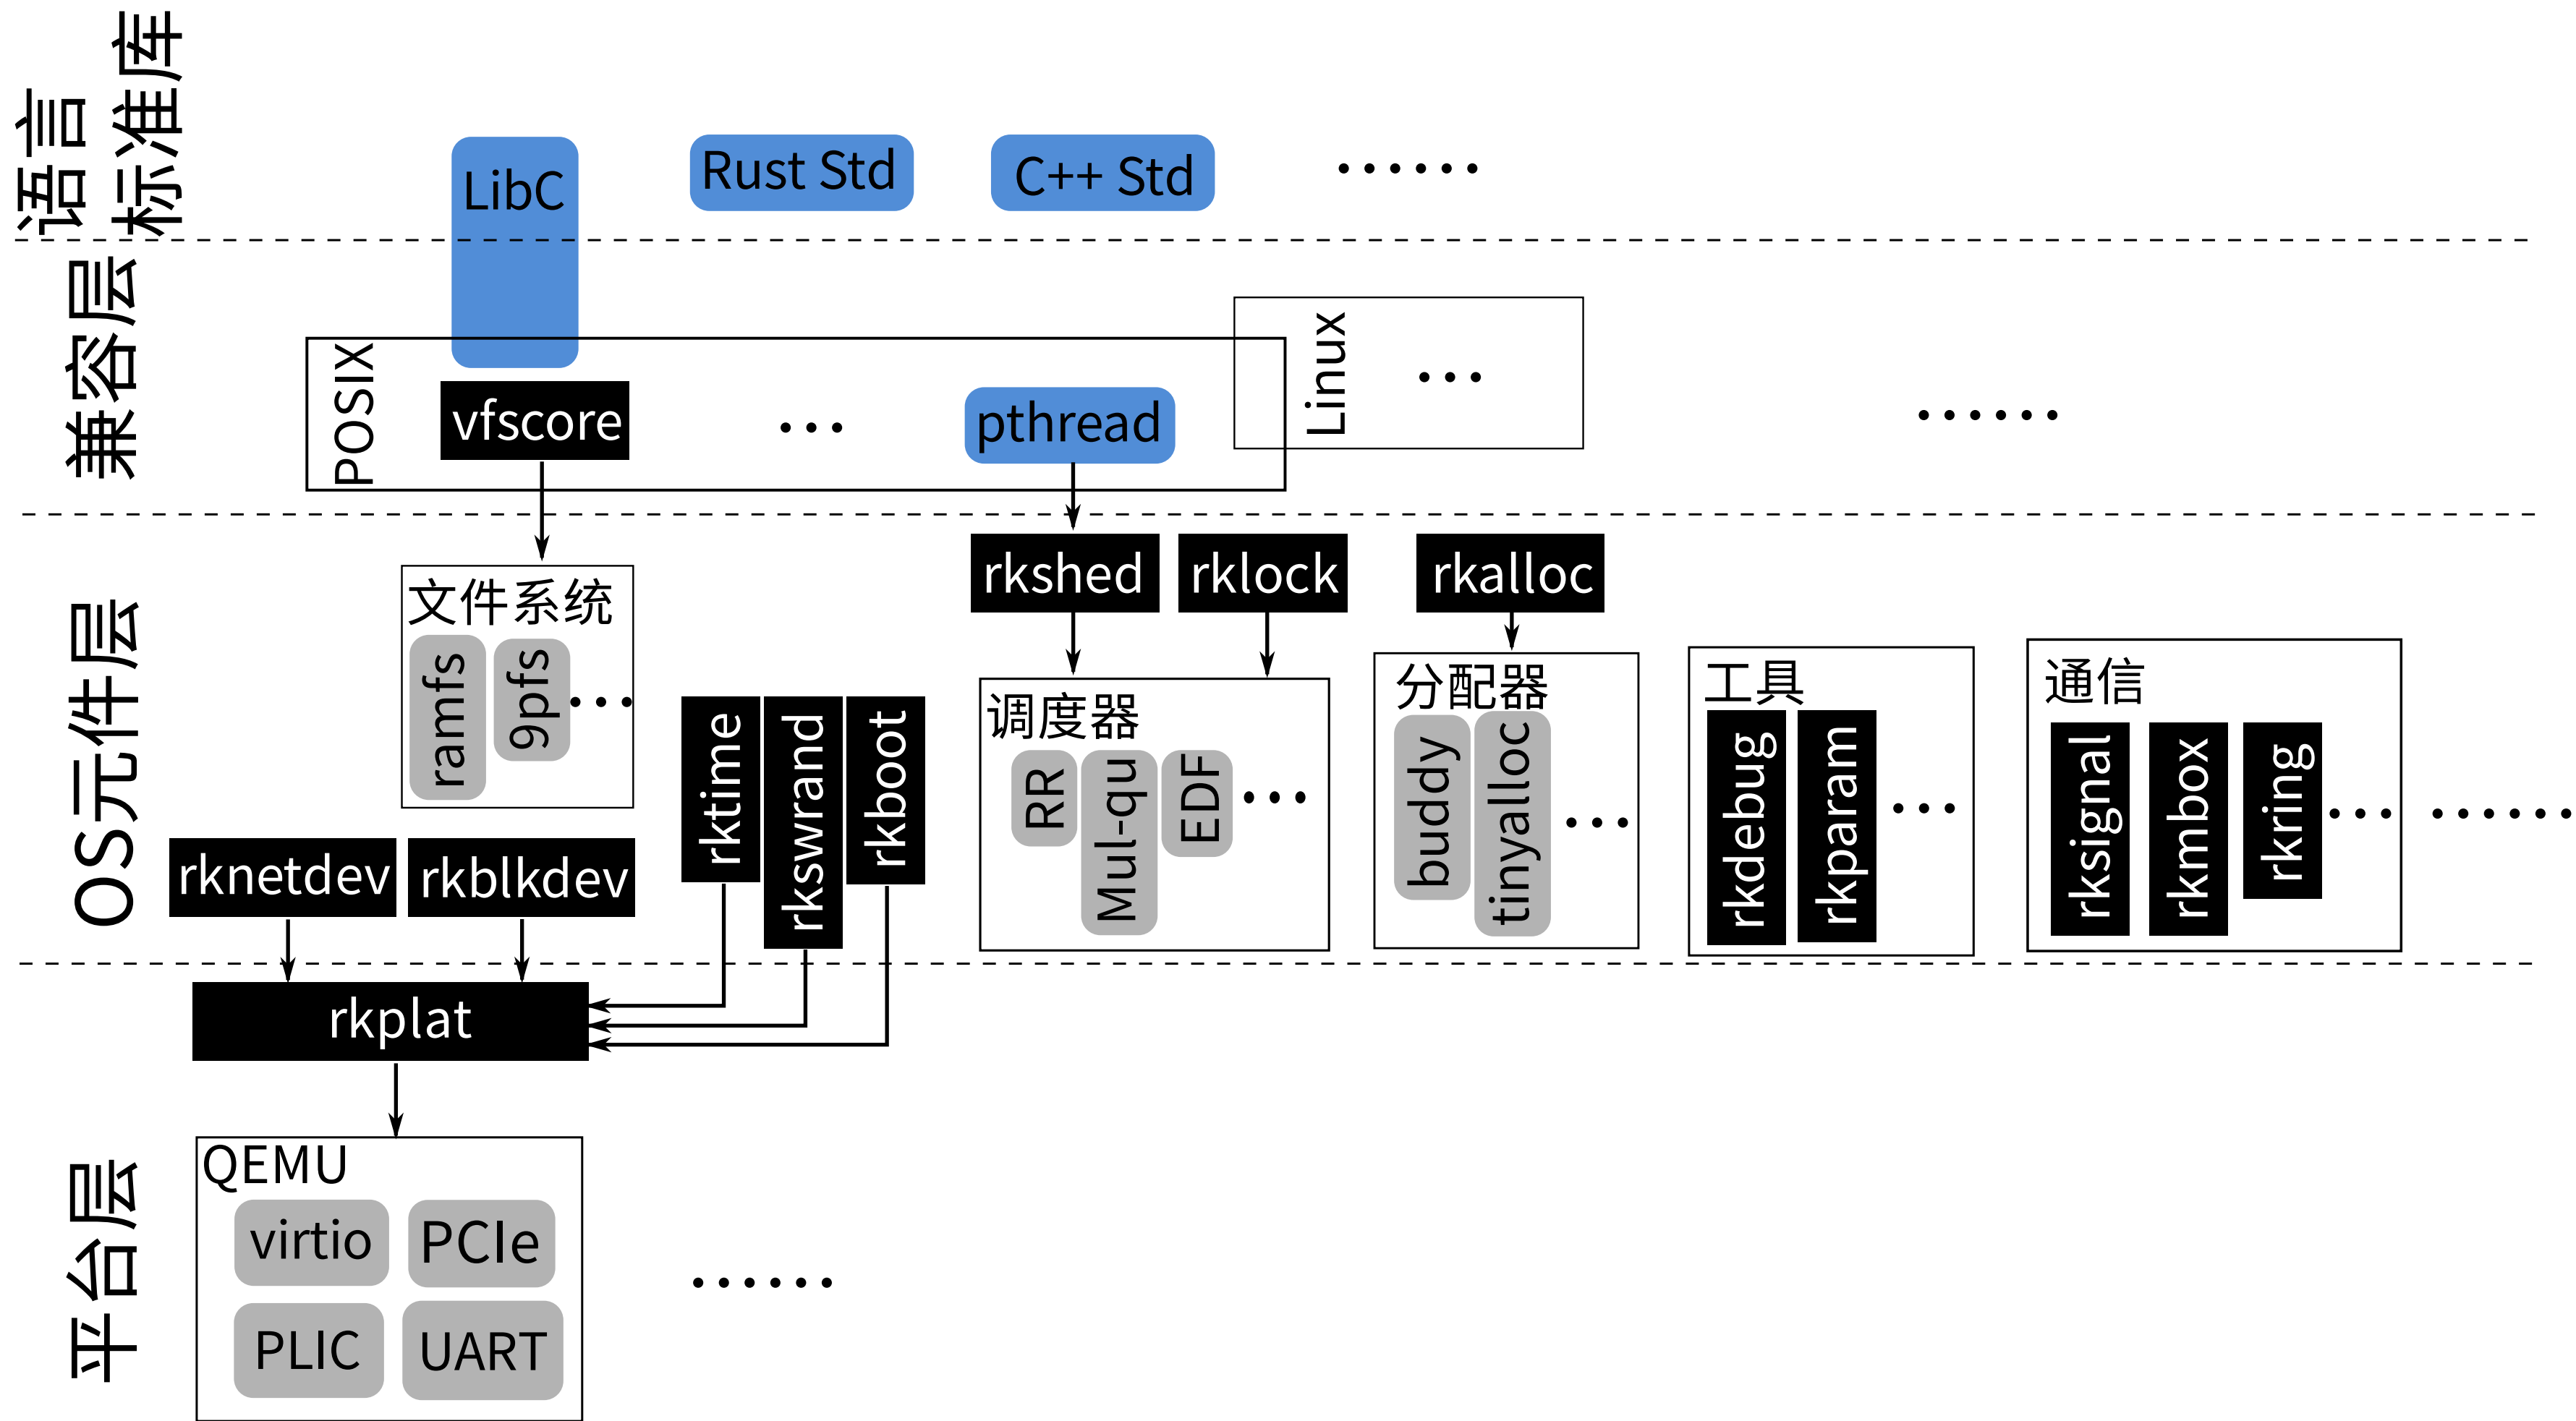 语言
标准库
LibC
Rust Std
C++ Std
......
兼容层
POSIX
vfscore
...
pthread
Linux
...
......
OS元件层
文件系统
ramfs
9pfs
...
rknetdev
rkblkdev
rktime
rkswrand
rkboot
rkshed
rklock
调度器
RR
Mul-qu
EDF
...
rkalloc
分配器
buddy
tinyalloc
...
工具
rkdebug
rkparam
...
通信
rksignal
rkmbox
rkring
...
......
平台层
rkplat
QEMU
virtio
PCIe
PLIC
UART
......